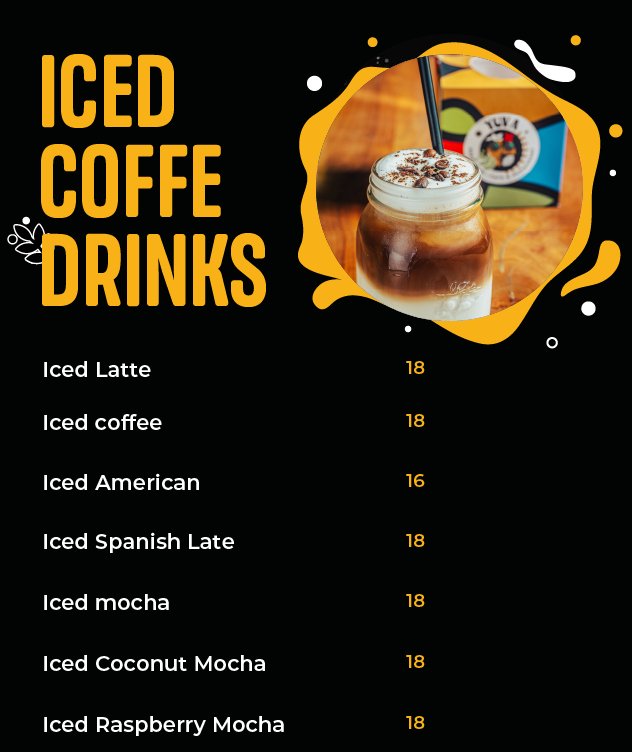 ICED
COFFE
DRINKS
YUVA
Iced Latte 18
Iced coffee 18
Iced American 16
Iced Spanish Late 18
Iced mocha 18
Iced Coconut Mocha 18
Iced Raspberry Mocha 18